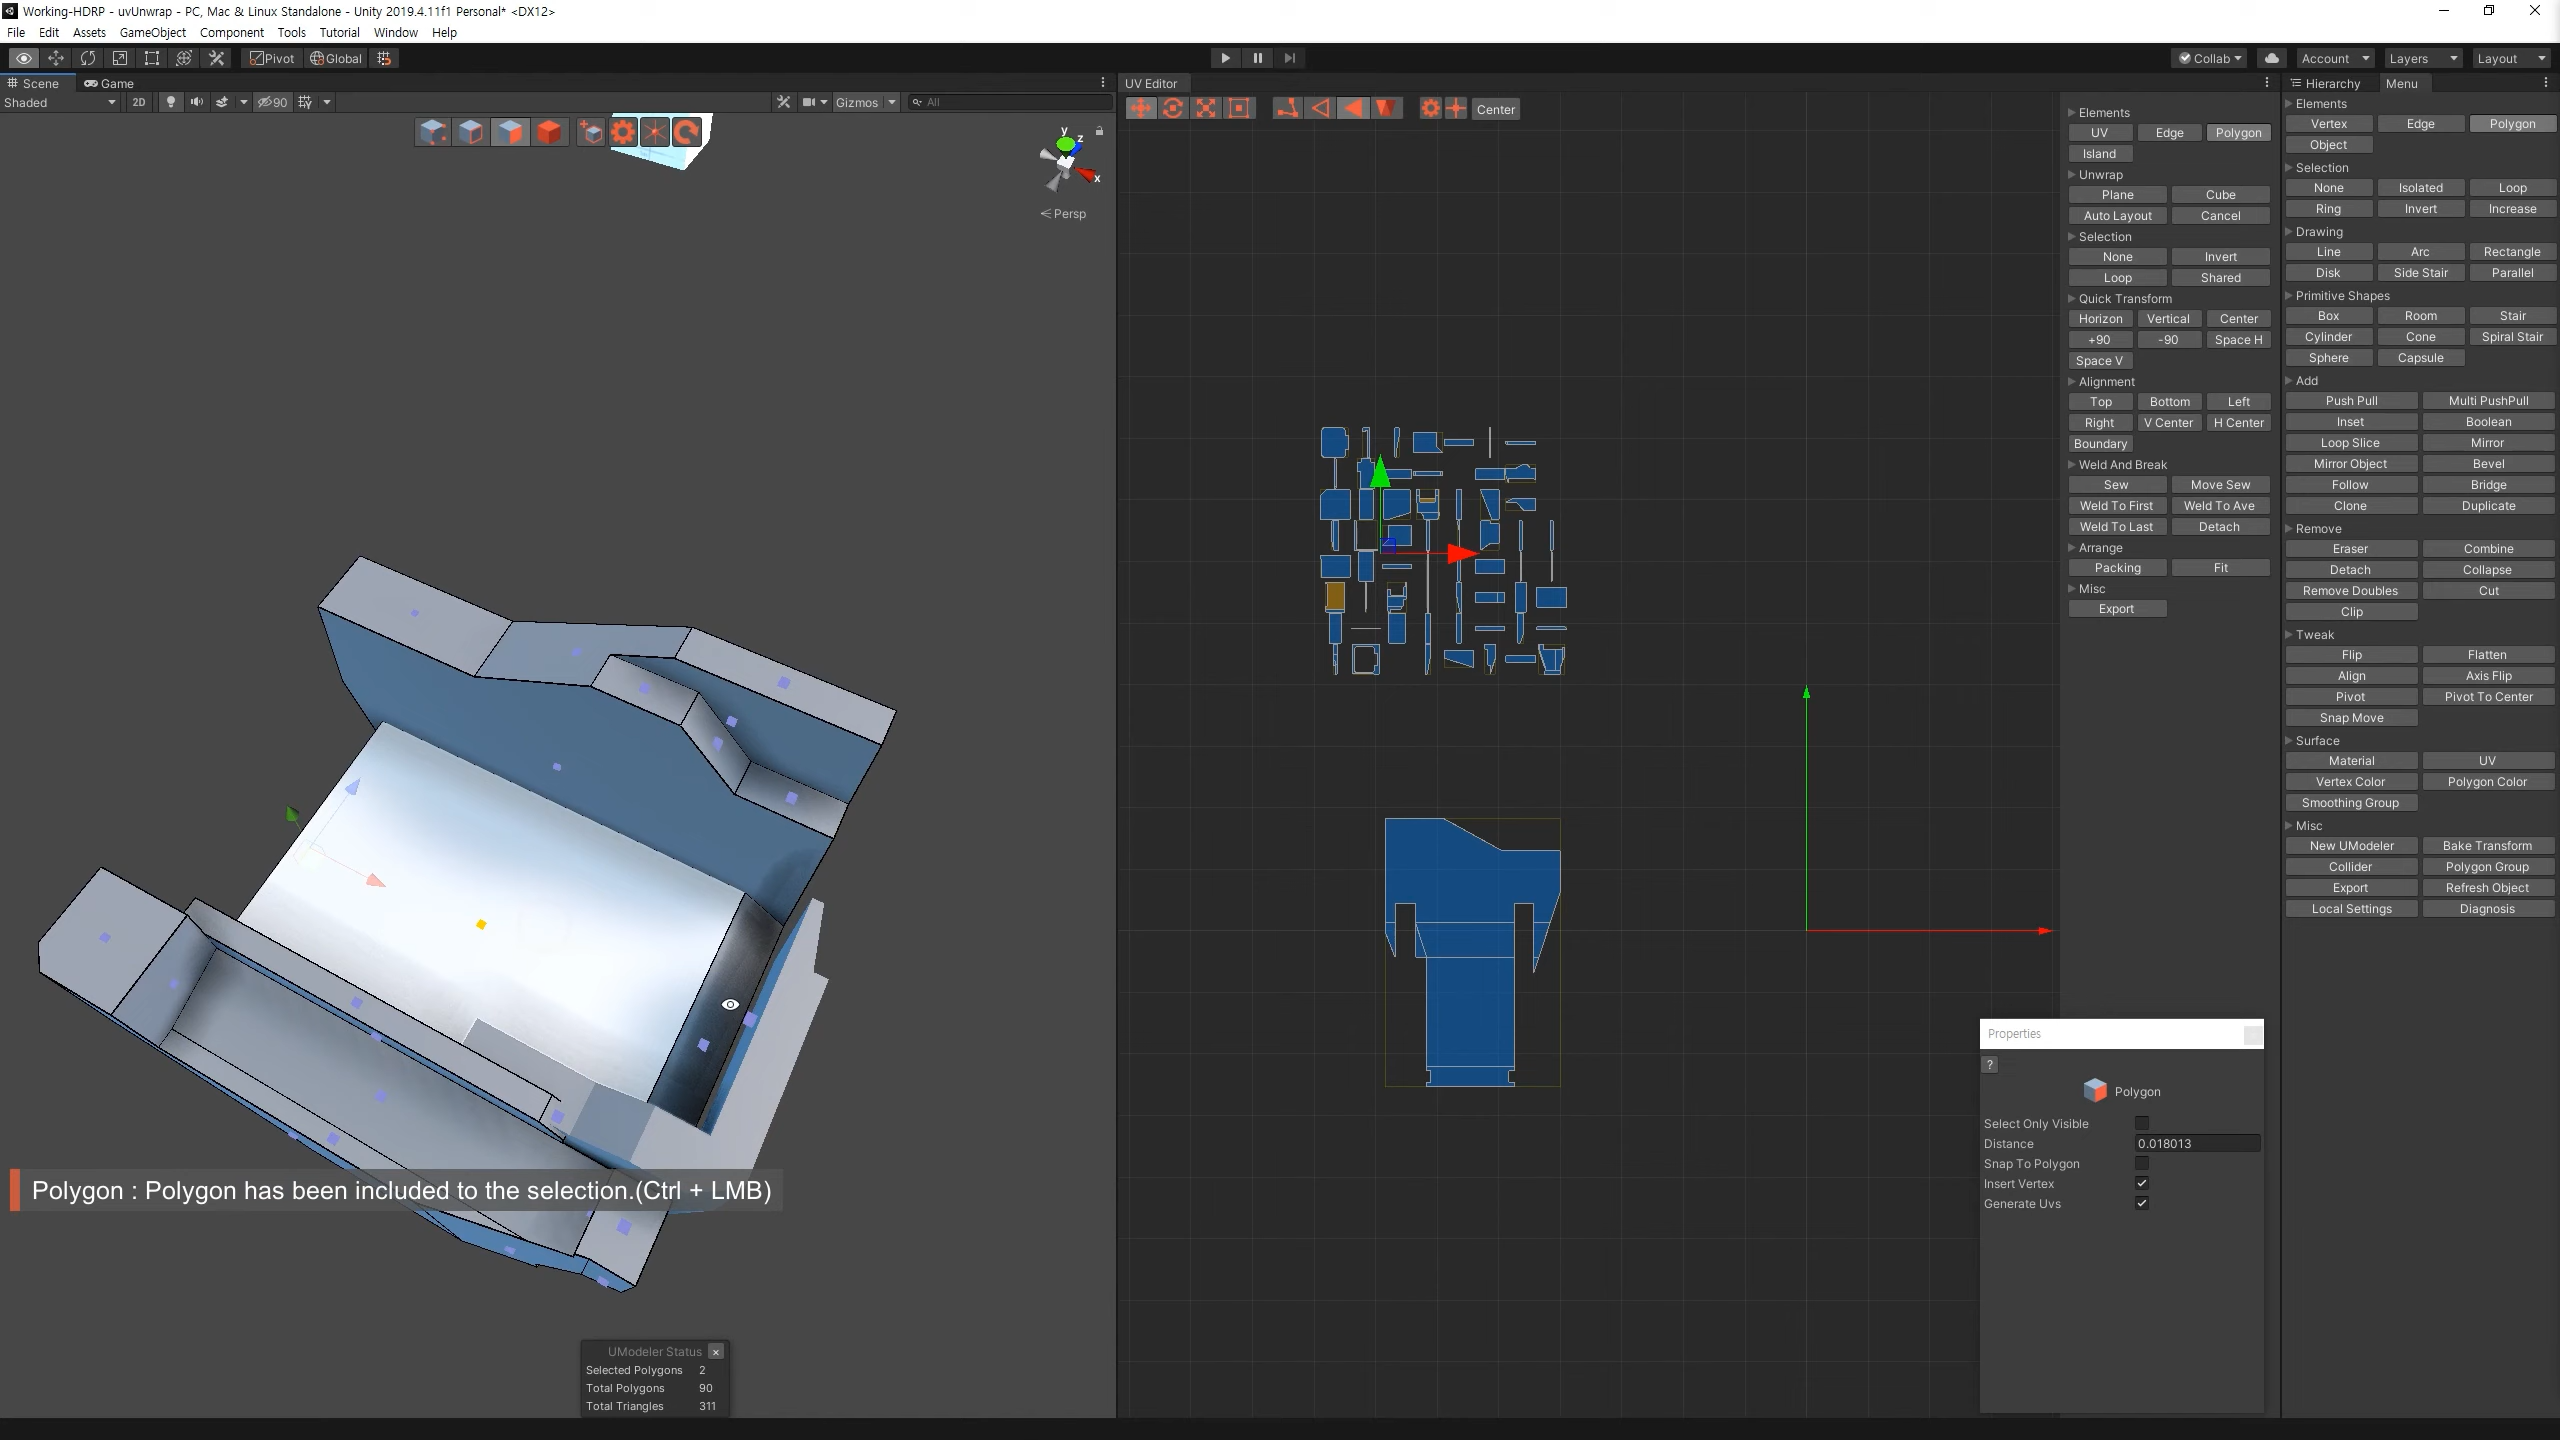 Working-HDRP - uvUnwrap - PC, Mac & Linux Standalone - Unity 2019.4.11f1 Personal* <DX12>
File Edit Assets GameObject Component Tools Tutorial Window Help
Pivot Global Collab Account Layers Layout
Scene Game UV Editor Hierarchy Menu
Shaded 2D 90 Gizmos All
Center
y
z
x
Persp
Elements
UV Edge Polygon
Island
Unwrap
Plane Cube
Auto Layout Cancel
Selection
None Invert
Loop Shared
Quick Transform
Horizon Vertical Center
+90 -90 Space H
Space V
Alignment
Top Bottom Left
Right V Center H Center
Boundary
Weld And Break
Sew Move Sew
Weld To First Weld To Ave
Weld To Last Detach
Arrange
Packing Fit
Misc
Export
Elements
Vertex Edge Polygon
Object
Selection
None Isolated Loop
Ring Invert Increase
Drawing
Line Arc Rectangle
Disk Side Stair Parallel
Primitive Shapes
Box Room Stair
Cylinder Cone Spiral Stair
Sphere Capsule
Add
Push Pull Multi PushPull
Inset Boolean
Loop Slice Mirror
Mirror Object Bevel
Follow Bridge
Clone Duplicate
Remove
Eraser Combine
Detach Collapse
Remove Doubles Cut
Clip
Tweak
Flip Flatten
Align Axis Flip
Pivot Pivot To Center
Snap Move
Surface
Material UV
Vertex Color Polygon Color
Smoothing Group
Misc
New UModeler Bake Transform
Collider Polygon Group
Export Refresh Object
Local Settings Diagnosis
Properties
?
Polygon
Select Only Visible
Distance 0.018013
Snap To Polygon
Insert Vertex
Generate Uvs
Polygon : Polygon has been included to the selection.(Ctrl + LMB)
UModeler Status
Selected Polygons 2
Total Polygons 90
Total Triangles 311